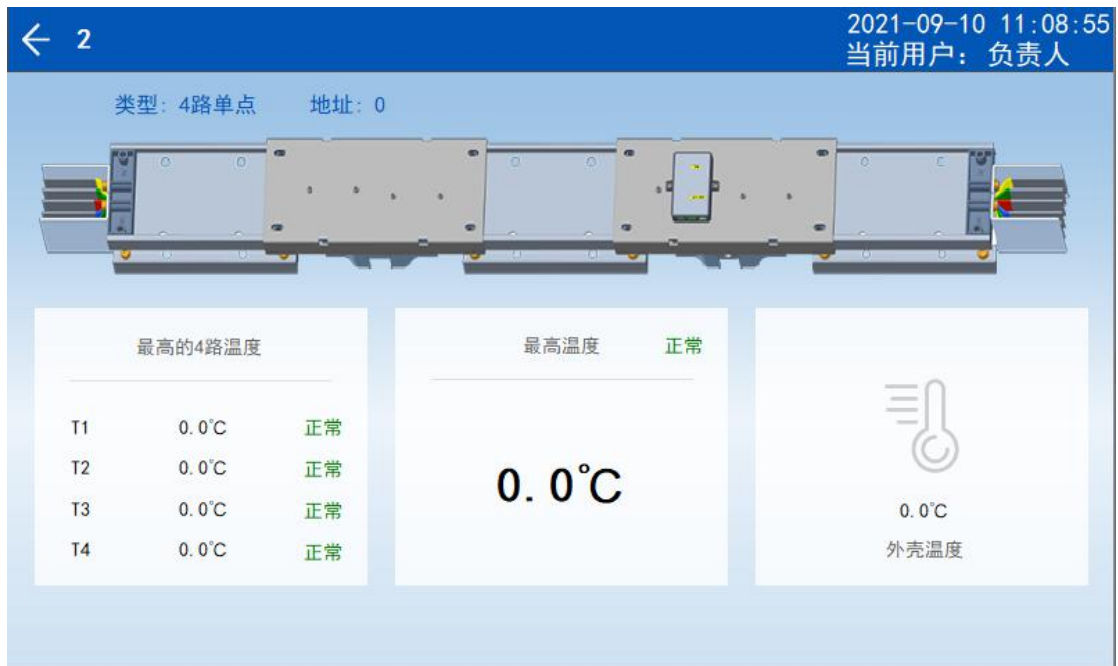 2
2021-09-10 11:08:55
当前用户： 负责人
类型：4路单点 地址：0
最高的4路温度
T1 0.0℃ 正常
T2 0.0℃ 正常
T3 0.0℃ 正常
T4 0.0℃ 正常
最高温度 正常
0.0℃
0.0℃
外壳温度